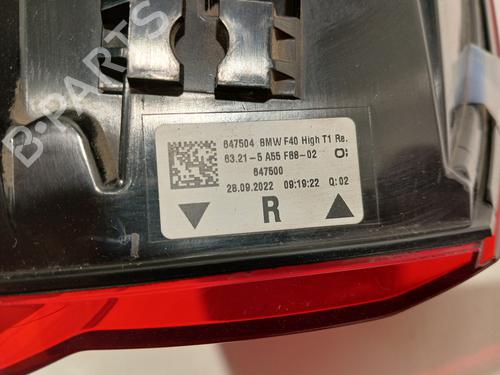 B-PARTS
847504 BMW F40 High T1 Re.
63.21-5 A55 F88-02
847500
28.09.2022 09:19:22 Q:02
R